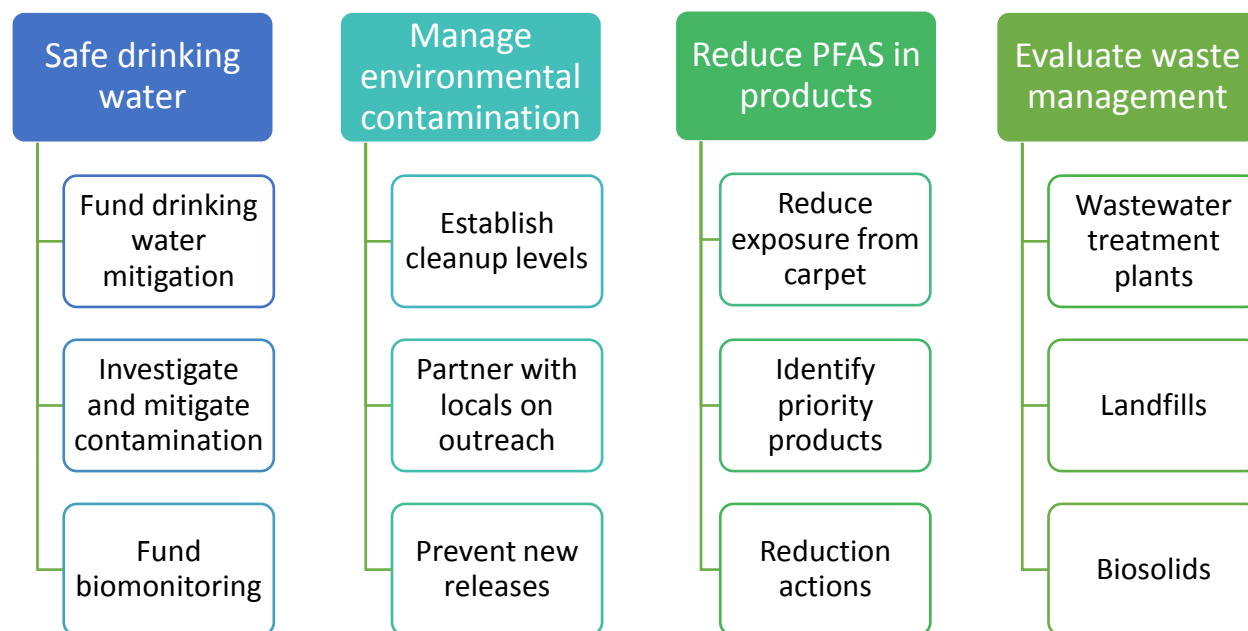 Safe drinking
water
Fund drinking
water
mitigation
Investigate
and mitigate
contamination
Fund
biomonitoring
Manage
environmental
contamination
Establish
cleanup levels
Partner with
locals on
outreach
Prevent new
releases
Reduce PFAS in
products
Reduce
exposure from
carpet
Identify
priority
products
Reduction
actions
Evaluate waste
management
Wastewater
treatment
plants
Landfills
Biosolids